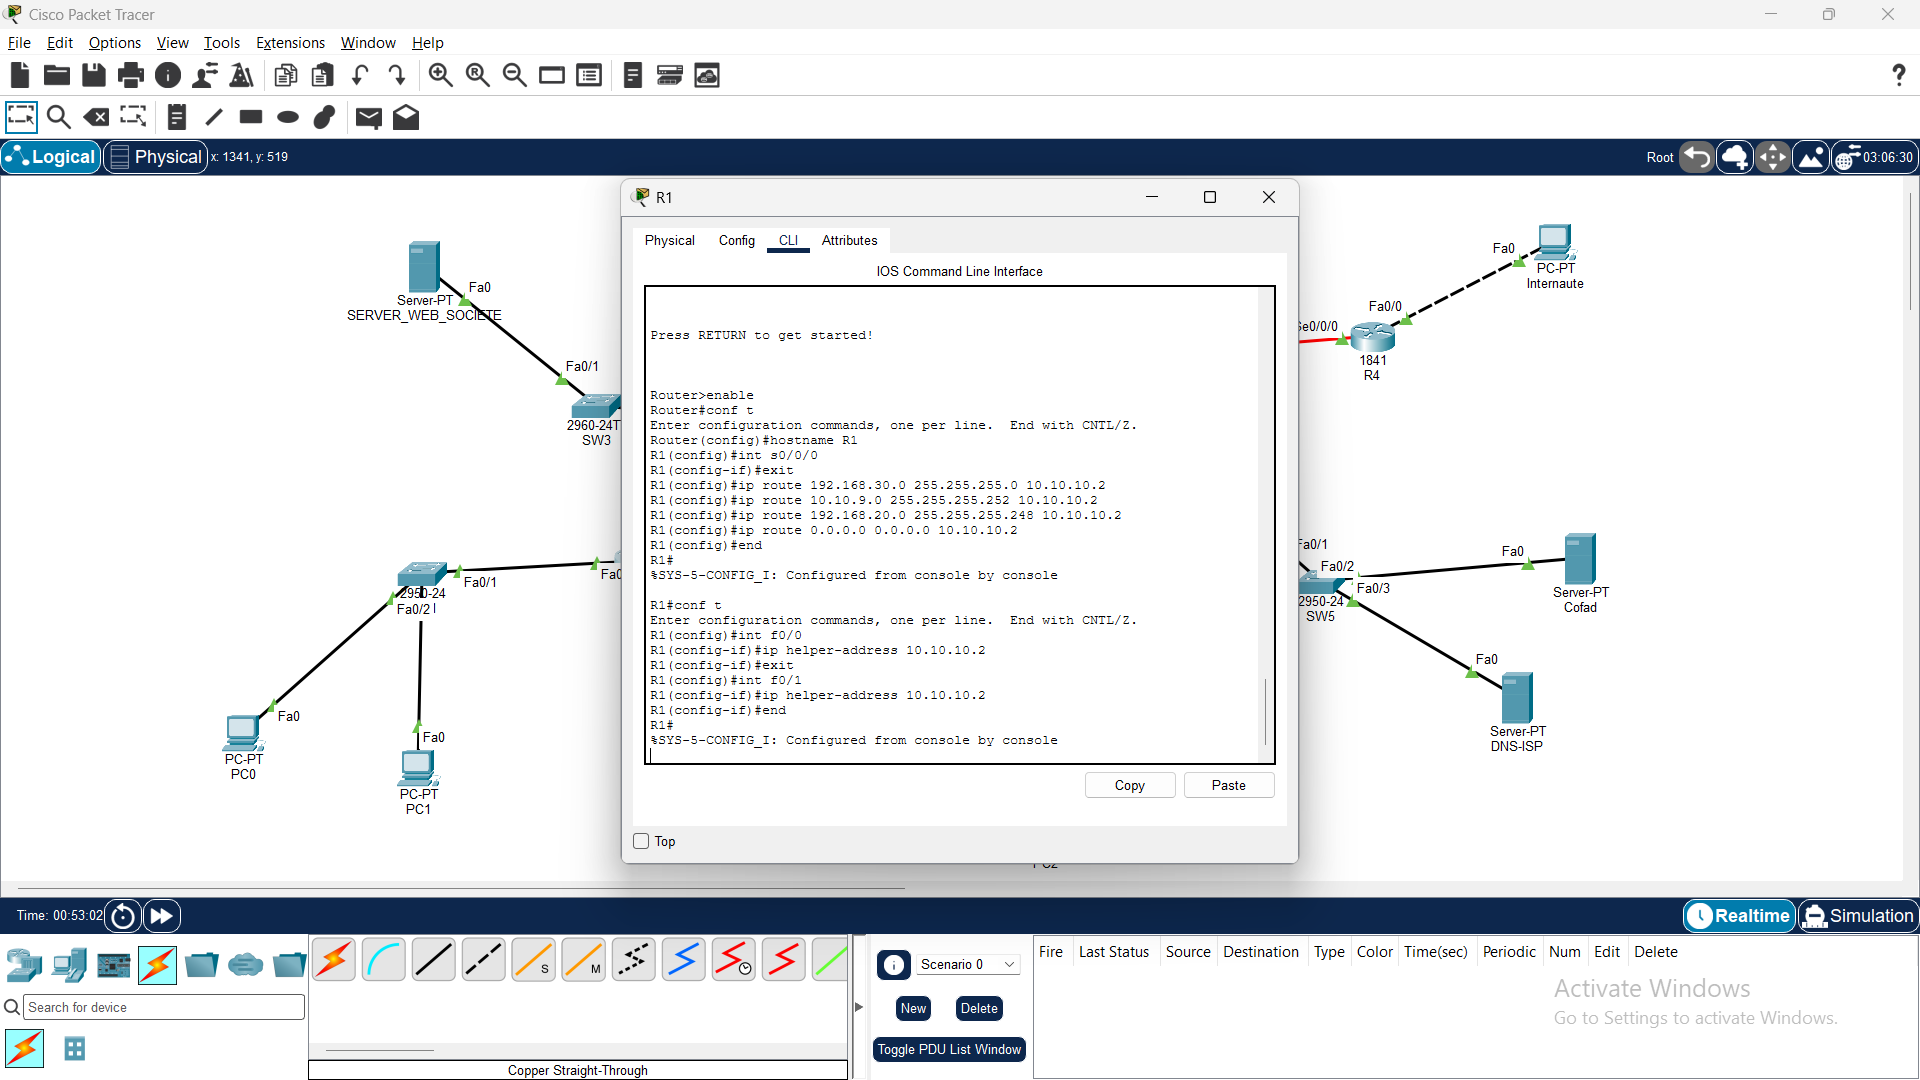 Cisco Packet Tracer
File Edit Options View Tools Extensions Window Help
Logical Physical x: 1341, y: 519
Root 03:06:30
R1
Physical Config CLI Attributes
IOS Command Line Interface
Press RETURN to get started!
Router>enable
Router#conf t
Enter configuration commands, one per line.  End with CNTL/Z.
Router(config)#hostname R1
R1(config)#int s0/0/0
R1(config-if)#exit
R1(config)#ip route 192.168.30.0 255.255.255.0 10.10.10.2
R1(config)#ip route 10.10.9.0 255.255.255.252 10.10.10.2
R1(config)#ip route 192.168.20.0 255.255.255.248 10.10.10.2
R1(config)#ip route 0.0.0.0 0.0.0.0 10.10.10.2
R1(config)#end
R1#
%SYS-5-CONFIG_I: Configured from console by console
R1#conf t
Enter configuration commands, one per line.  End with CNTL/Z.
R1(config)#int f0/0
R1(config-if)#ip helper-address 10.10.10.2
R1(config-if)#exit
R1(config)#int f0/1
R1(config-if)#ip helper-address 10.10.10.2
R1(config-if)#end
R1#
%SYS-5-CONFIG_I: Configured from console by console
Copy Paste
Top
Fa0
Server-PT
SERVER_WEB_SOCIETE
Fa0/1
2960-24T
SW3
Fa0/1
2950-24
Fa0/2
Fa0
PC-PT
PC0
Fa0
PC-PT
PC1
Fa0
PC-PT
Internaute
Fa0/0
Se0/0/0
1841
R4
Fa0/1
Fa0/2
Fa0/3
2950-24
SW5
Fa0
Server-PT
Cofad
Fa0
Server-PT
DNS-ISP
PC2
Time: 00:53:02
Realtime Simulation
S
M
Search for device
Copper Straight-Through
Scenario 0
New Delete
Toggle PDU List Window
Fire Last Status Source Destination Type Color Time(sec) Periodic Num Edit Delete
Activate Windows
Go to Settings to activate Windows.